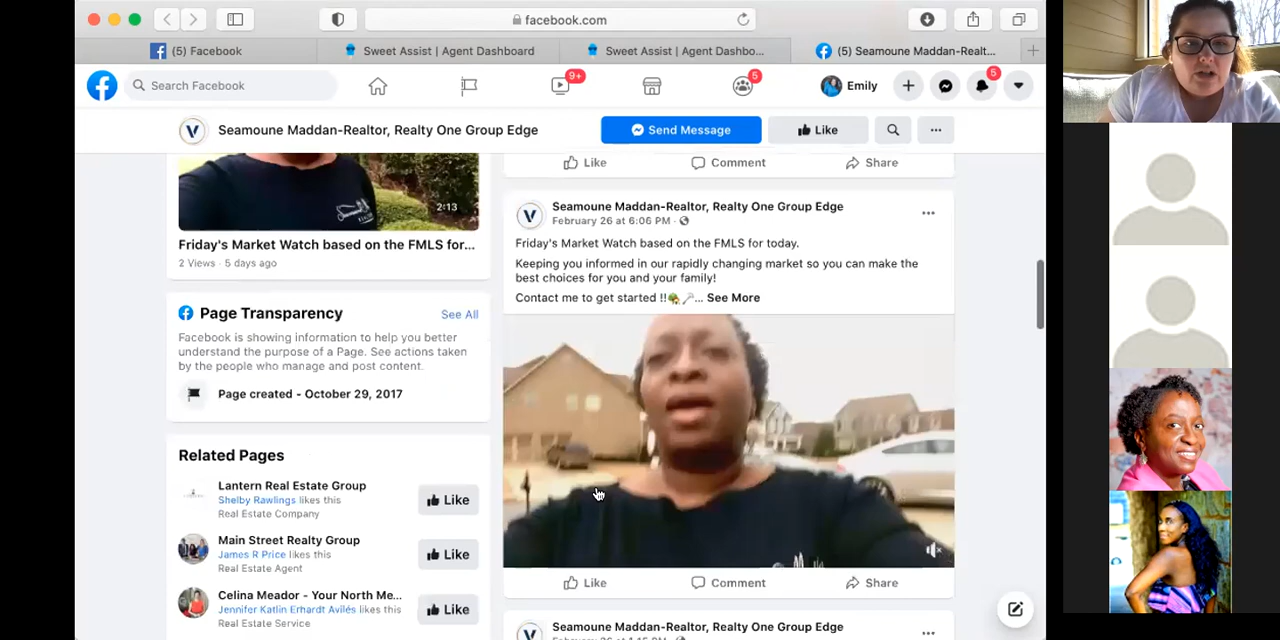 facebook.com
(5) Facebook
Sweet Assist | Agent Dashboard
Sweet Assist | Agent Dashbo...
(5) Seamoune Maddan-Realt...
Search Facebook
9+
5
Emily
5
V
Seamoune Maddan-Realtor, Realty One Group Edge
Send Message
Like
2:13
Friday's Market Watch based on the FMLS for...
2 Views · 5 days ago
Page Transparency
See All
Facebook is showing information to help you better
understand the purpose of a Page. See actions taken
by the people who manage and post content.
Page created - October 29, 2017
Related Pages
Lantern Real Estate Group
Shelby Rawlings likes this
Real Estate Company
Like
Main Street Realty Group
James R Price likes this
Real Estate Agent
Like
Celina Meador - Your North Me...
Jennifer Katlin Erhardt Avilés likes this
Real Estate Service
Like
Like Comment Share
V
Seamoune Maddan-Realtor, Realty One Group Edge
February 26 at 6:06 PM
Friday's Market Watch based on the FMLS for today.
Keeping you informed in our rapidly changing market so you can make the
best choices for you and your family!
Contact me to get started !!... See More
Like Comment Share
V
Seamoune Maddan-Realtor, Realty One Group Edge